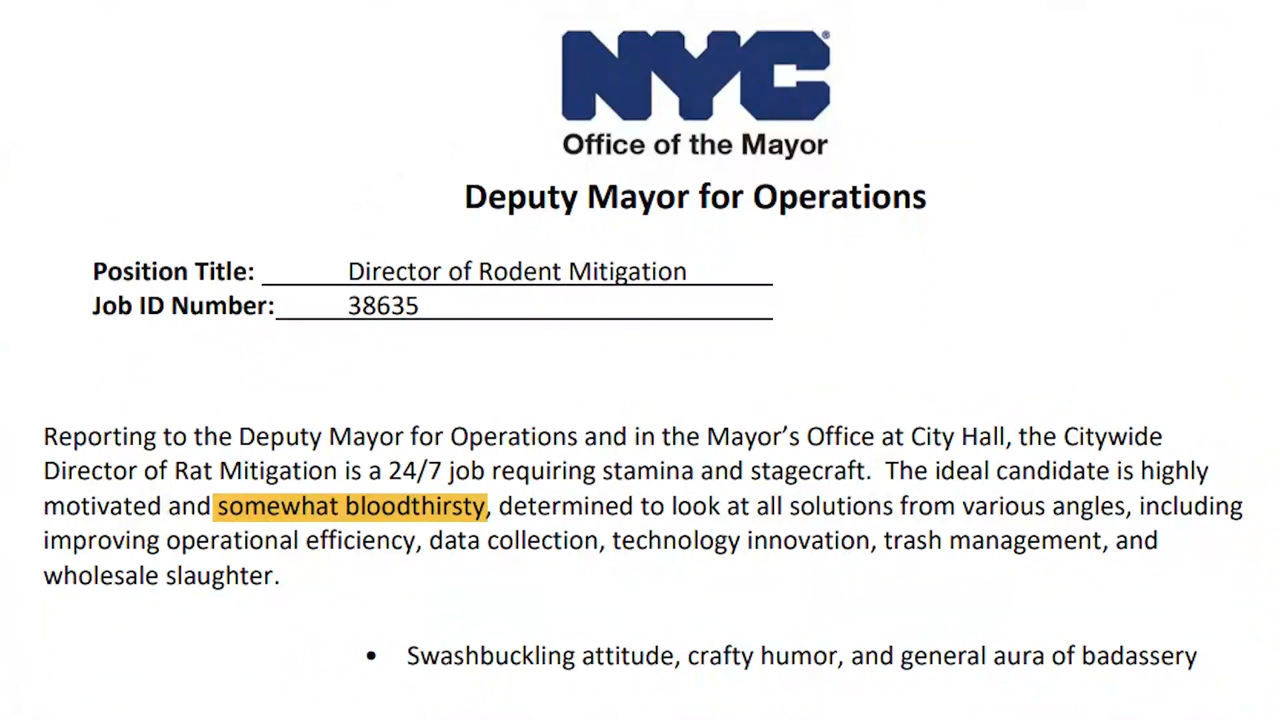 NYC®
Office of the Mayor
Deputy Mayor for Operations
Position Title: Director of Rodent Mitigation
Job ID Number: 38635
Reporting to the Deputy Mayor for Operations and in the Mayor’s Office at City Hall, the Citywide
Director of Rat Mitigation is a 24/7 job requiring stamina and stagecraft. The ideal candidate is highly
motivated and somewhat bloodthirsty, determined to look at all solutions from various angles, including
improving operational efficiency, data collection, technology innovation, trash management, and
wholesale slaughter.
• Swashbuckling attitude, crafty humor, and general aura of badassery